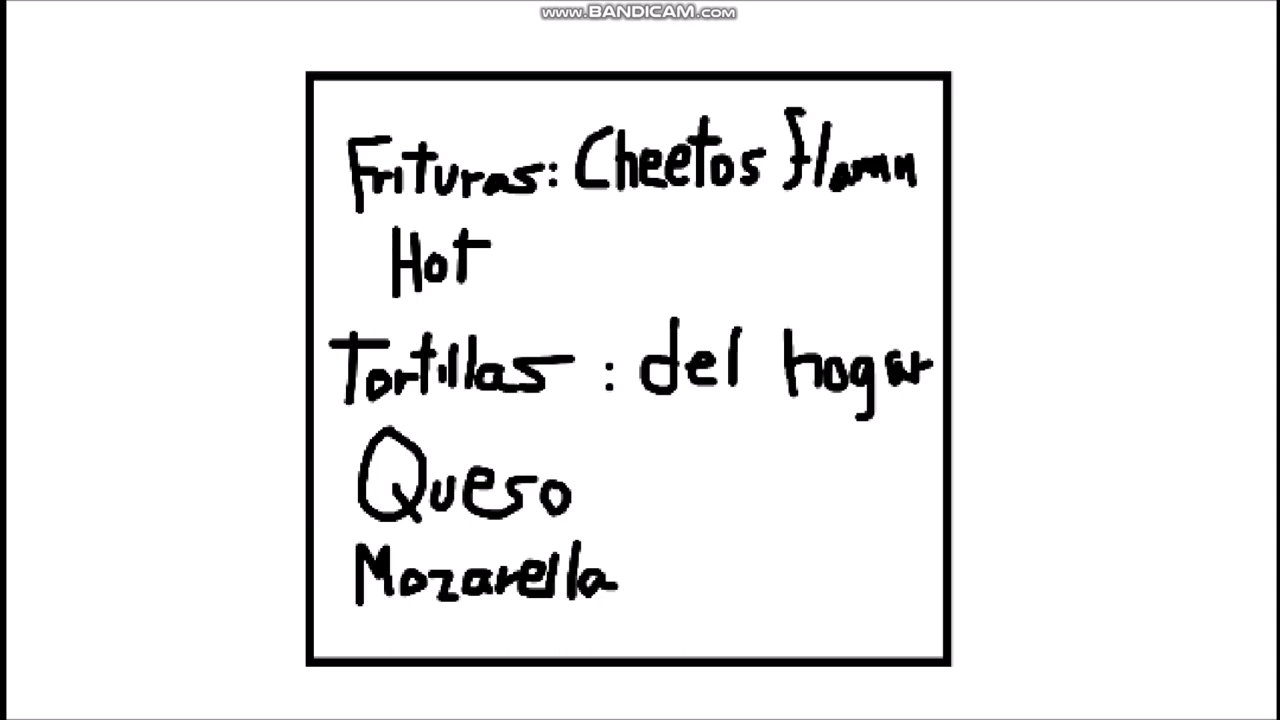 WWW.BANDICAM.COM
Frituras: Cheetos flamn
Hot
Tortillas : del hogar
Queso
Mozarella